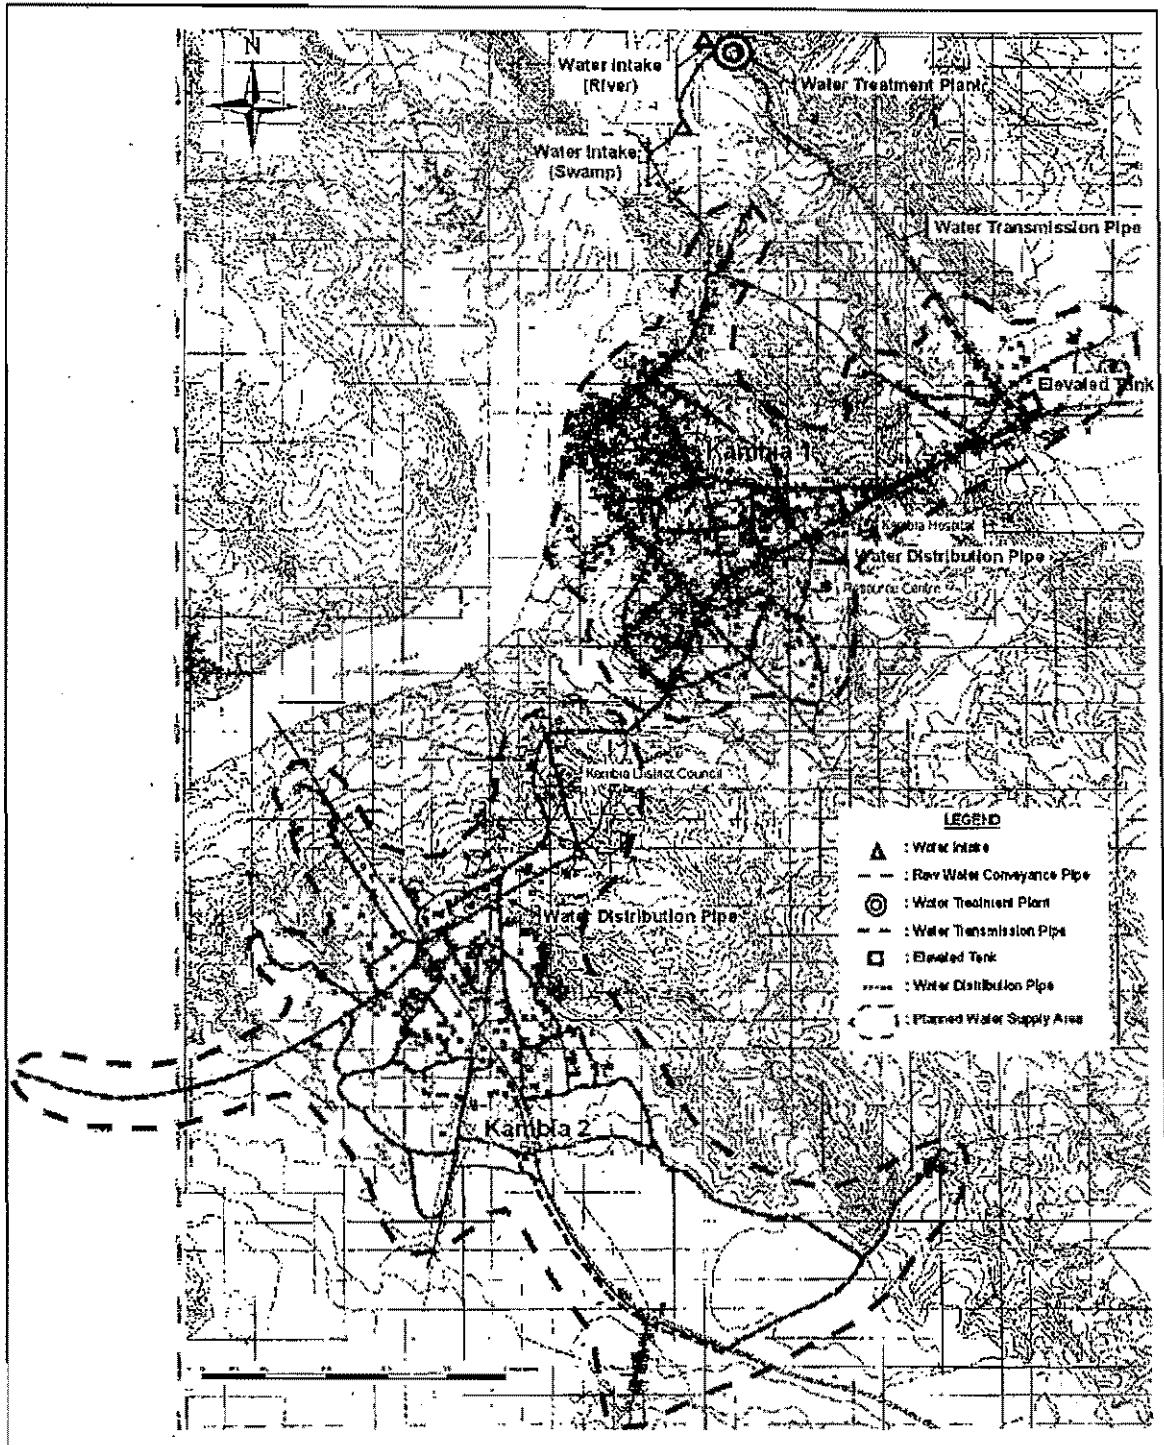 N
Water Intake
(River)
Water Treatment Plant
Water Intake
(Swamp)
Water Transmission Pipe
Elevated Tank
Kambia 1
Kambia Hospital
Water Distribution Pipe
Resource Centre
Kambia District Council
LEGEND
: Water Intake
: Raw Water Conveyance Pipe
: Water Treatment Plant
: Water Transmission Pipe
: Elevated Tank
: Water Distribution Pipe
: Planned Water Supply Area
Water Distribution Pipe
Kambia 2